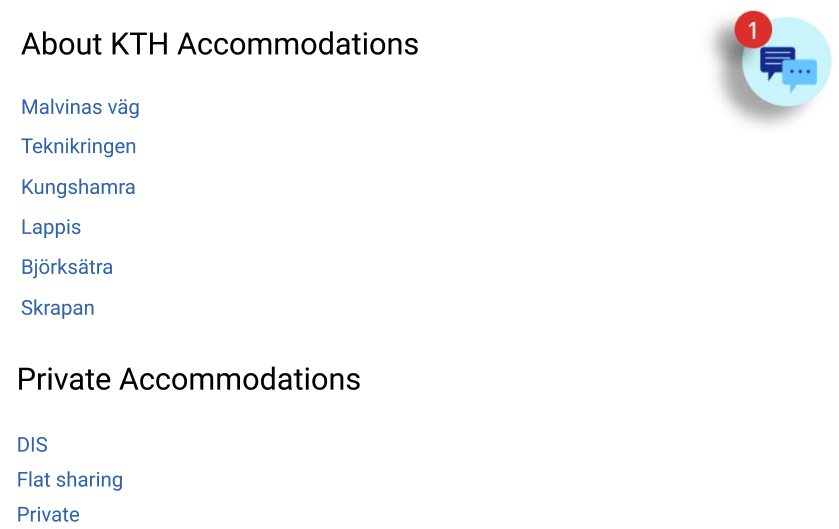 About KTH Accommodations
1
Malvinas väg
Teknikringen
Kungshamra
Lappis
Björksätra
Skrapan
Private Accommodations
DIS
Flat sharing
Private